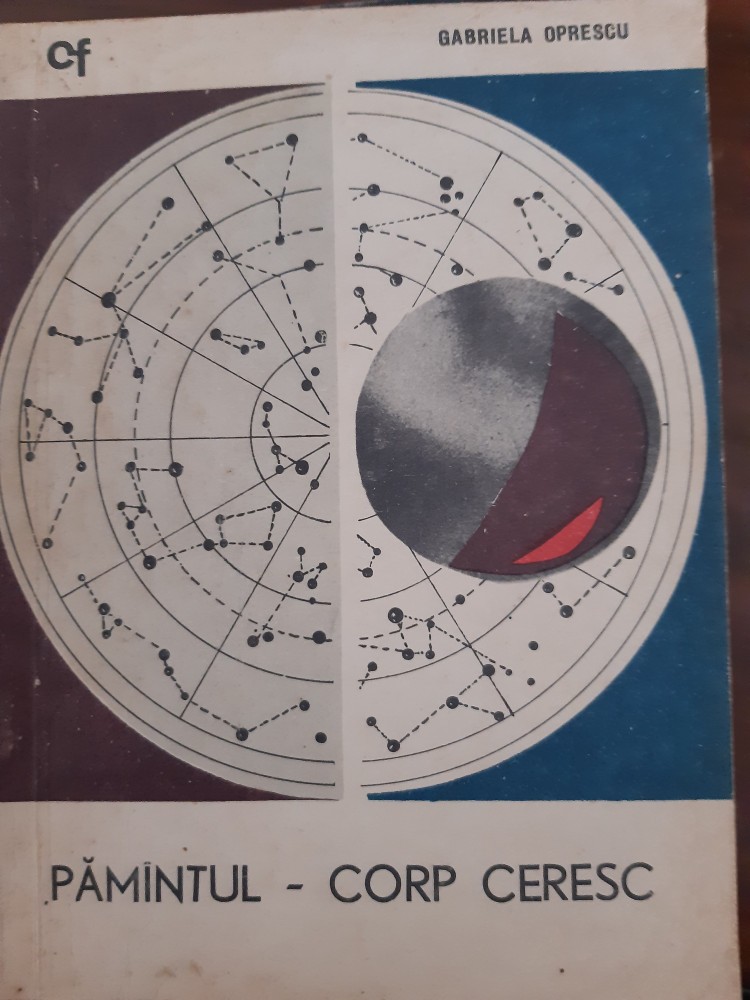 cf
GABRIELA OPRESCU
PĂMÎNTUL - CORP CERESC